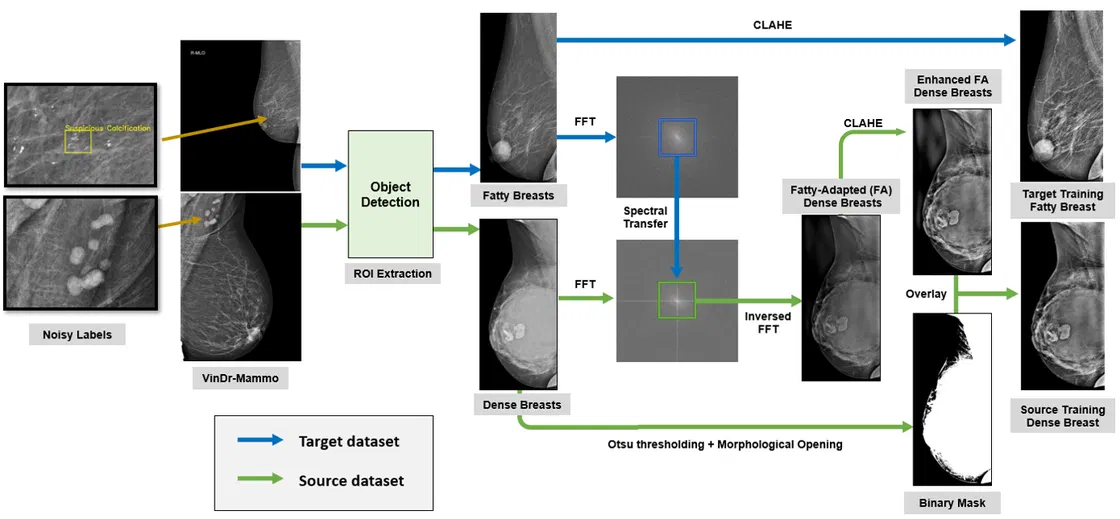 Suspicious Calcification
Noisy Labels
R-MLO
VinDr-Mammo
Object
Detection
ROI Extraction
Fatty Breasts
Dense Breasts
CLAHE
FFT
Spectral
Transfer
FFT
Inversed
FFT
CLAHE
Fatty-Adapted (FA)
Dense Breasts
Enhanced FA
Dense Breasts
Overlay
Target Training
Fatty Breast
Source Training
Dense Breast
Otsu thresholding + Morphological Opening
Binary Mask
Target dataset
Source dataset